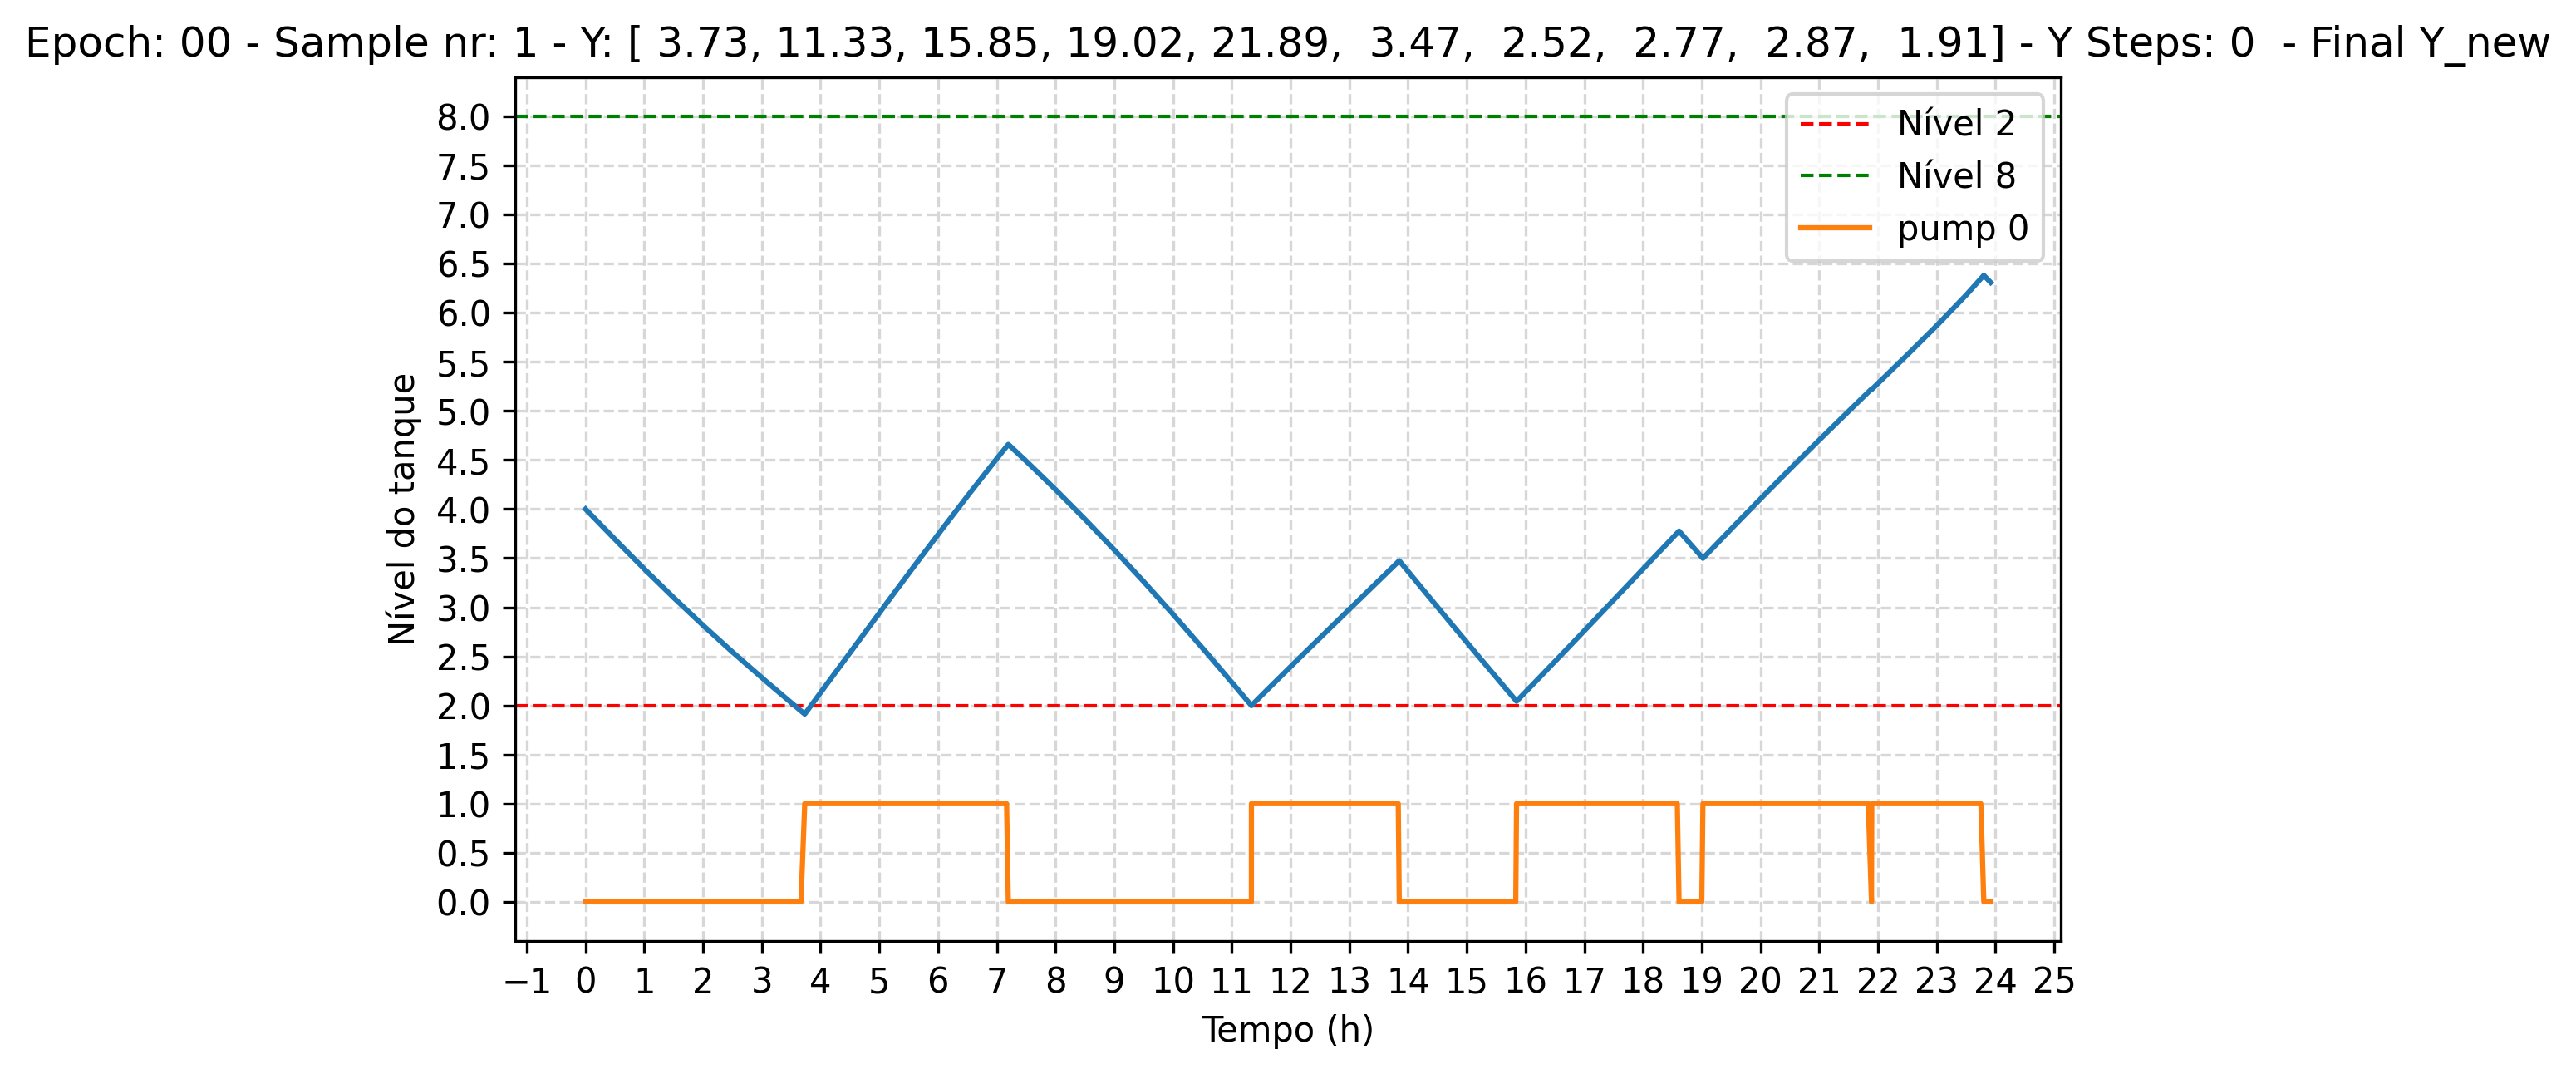 Epoch: 00 - Sample nr: 1 - Y: [ 3.73, 11.33, 15.85, 19.02, 21.89,  3.47,  2.52,  2.77,  2.87,  1.91] - Y Steps: 0  - Final Y_new
Nível 2
Nível 8
pump 0
8.0
7.5
7.0
6.5
6.0
5.5
5.0
4.5
4.0
3.5
3.0
2.5
2.0
1.5
1.0
0.5
0.0
Nível do tanque
−1 0 1 2 3 4 5 6 7 8 9 10 11 12 13 14 15 16 17 18 19 20 21 22 23 24 25
Tempo (h)